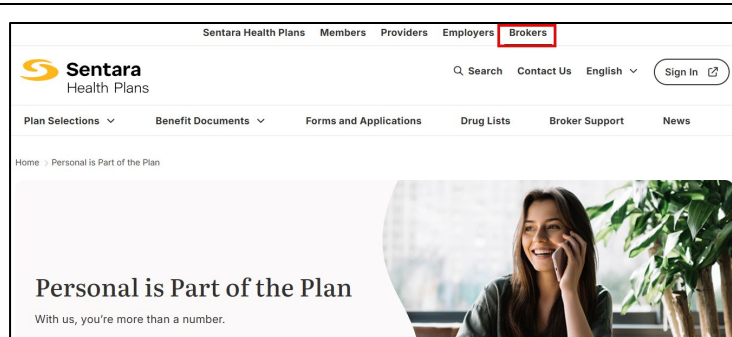 Sentara Health Plans Members Providers Employers Brokers
Sentara
Health Plans
Search Contact Us English Sign In
Plan Selections Benefit Documents Forms and Applications Drug Lists Broker Support News
Home > Personal is Part of the Plan
Personal is Part of the Plan
With us, you're more than a number.